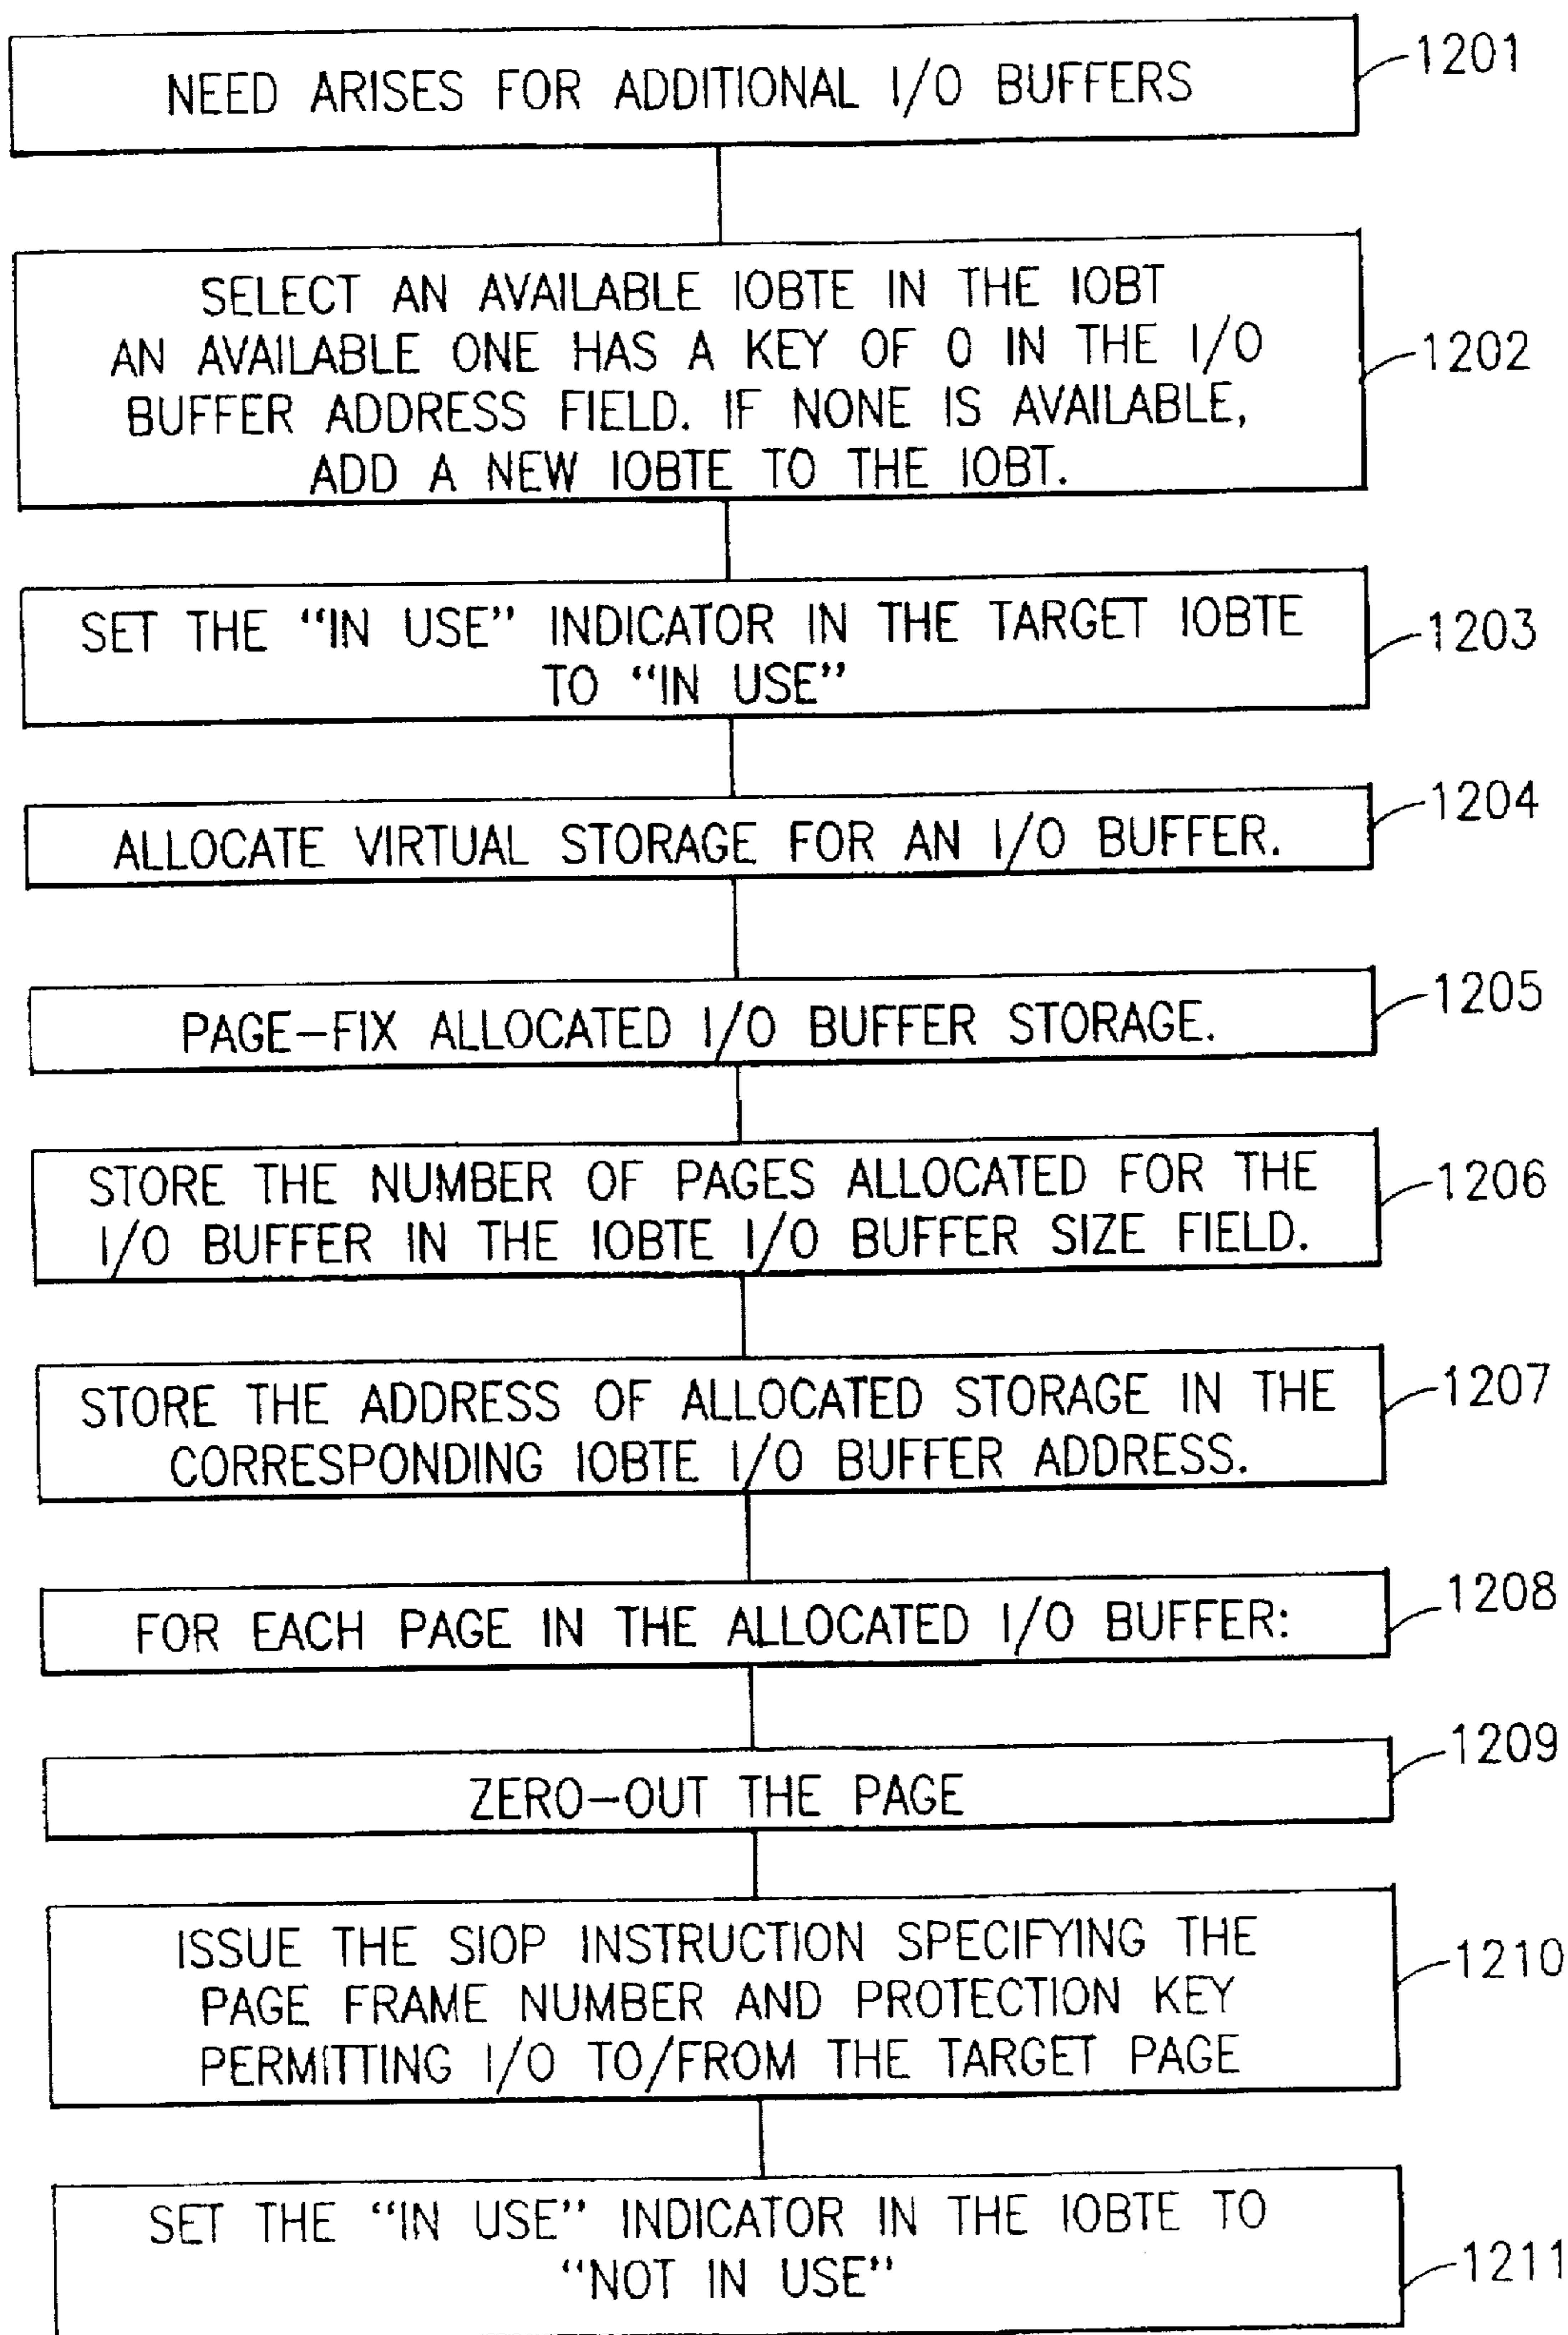 NEED ARISES FOR ADDITIONAL I/O BUFFERS
1201
SELECT AN AVAILABLE IOBTE IN THE IOBT
AN AVAILABLE ONE HAS A KEY OF 0 IN THE I/O
BUFFER ADDRESS FIELD. IF NONE IS AVAILABLE,
ADD A NEW IOBTE TO THE IOBT.
1202
SET THE “IN USE” INDICATOR IN THE TARGET IOBTE
TO “IN USE”
1203
ALLOCATE VIRTUAL STORAGE FOR AN I/O BUFFER.
1204
PAGE-FIX ALLOCATED I/O BUFFER STORAGE.
1205
STORE THE NUMBER OF PAGES ALLOCATED FOR THE
I/O BUFFER IN THE IOBTE I/O BUFFER SIZE FIELD.
1206
STORE THE ADDRESS OF ALLOCATED STORAGE IN THE
CORRESPONDING IOBTE I/O BUFFER ADDRESS.
1207
FOR EACH PAGE IN THE ALLOCATED I/O BUFFER:
1208
ZERO-OUT THE PAGE
1209
ISSUE THE SIOP INSTRUCTION SPECIFYING THE
PAGE FRAME NUMBER AND PROTECTION KEY
PERMITTING I/O TO/FROM THE TARGET PAGE
1210
SET THE “IN USE” INDICATOR IN THE IOBTE TO
“NOT IN USE”
1211